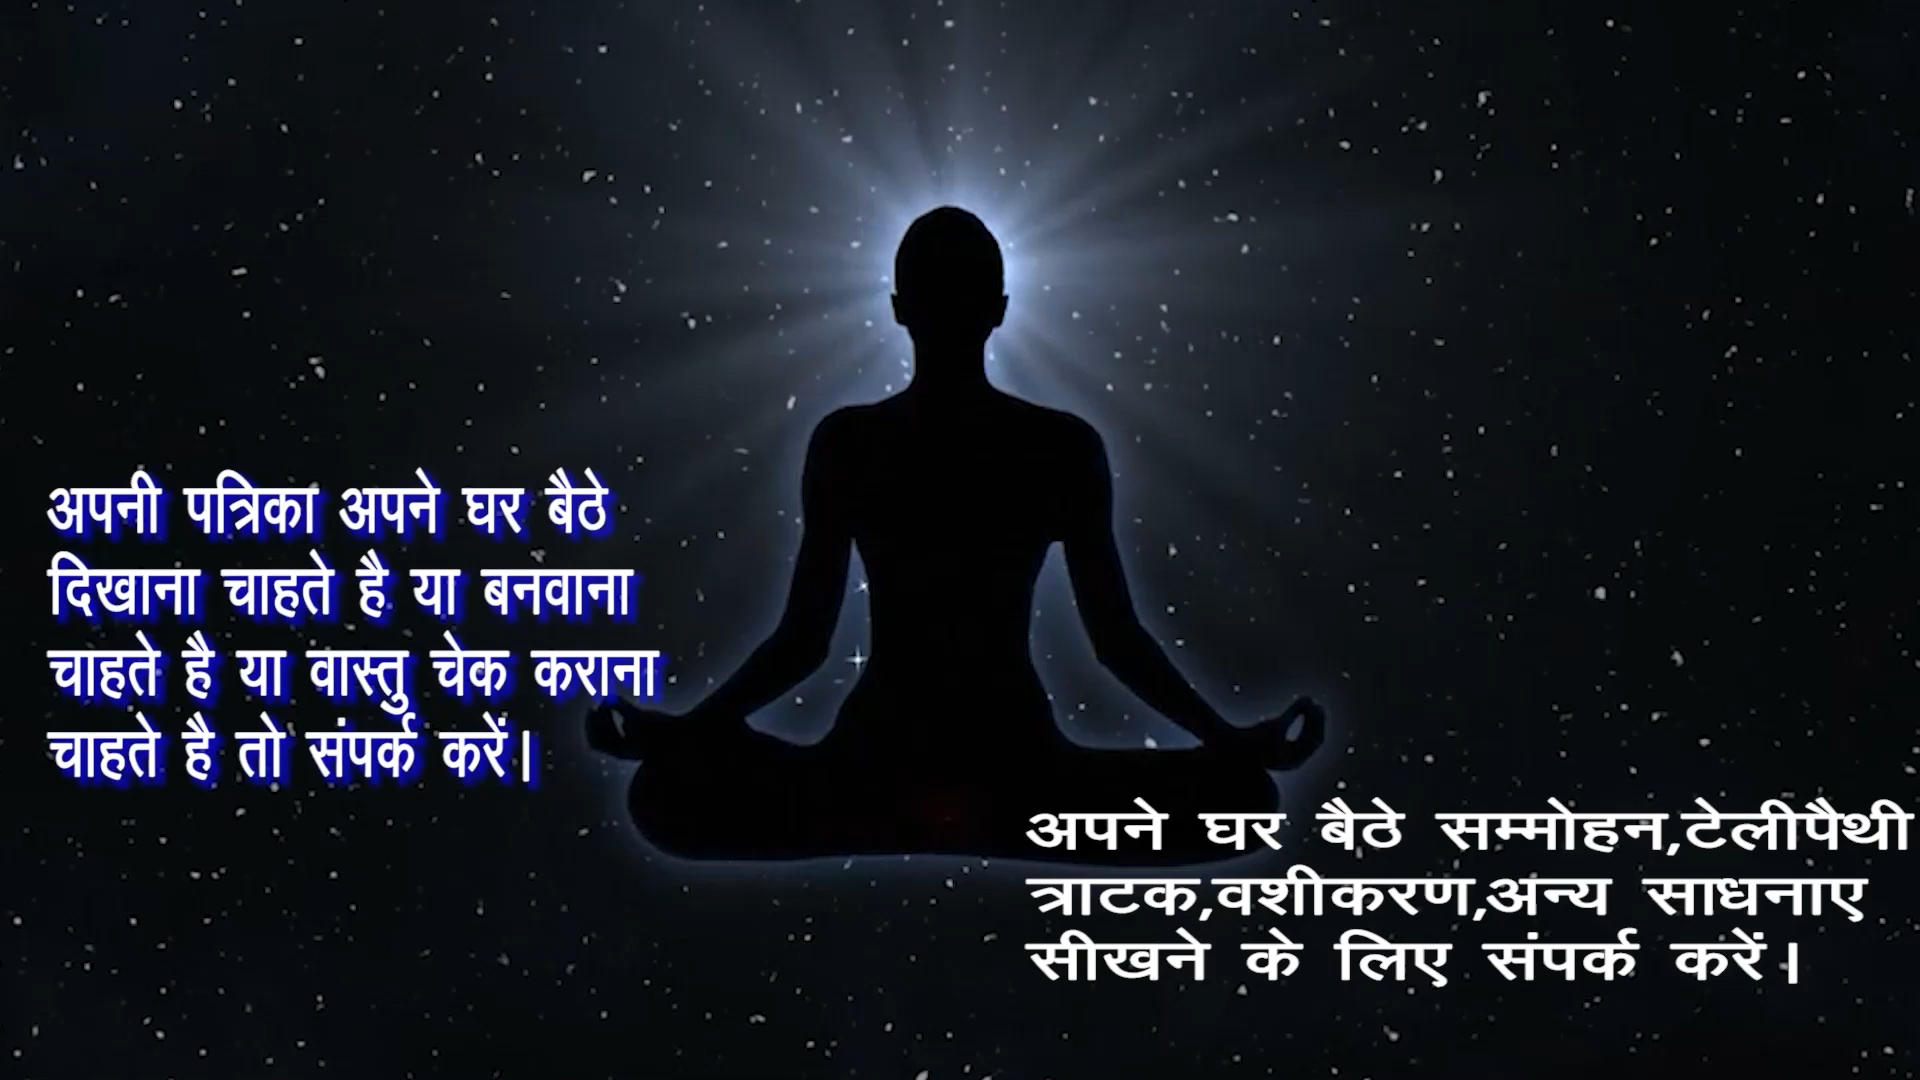 अपनी पत्रिका अपने घर बैठे
दिखाना चाहते है या बनवाना
चाहते है या वास्तु चेक कराना
चाहते है तो संपर्क करें।
अपने घर बैठे सम्मोहन,टेलीपैथी
त्राटक,वशीकरण,अन्य साधनाए
सीखने के लिए संपर्क करें।